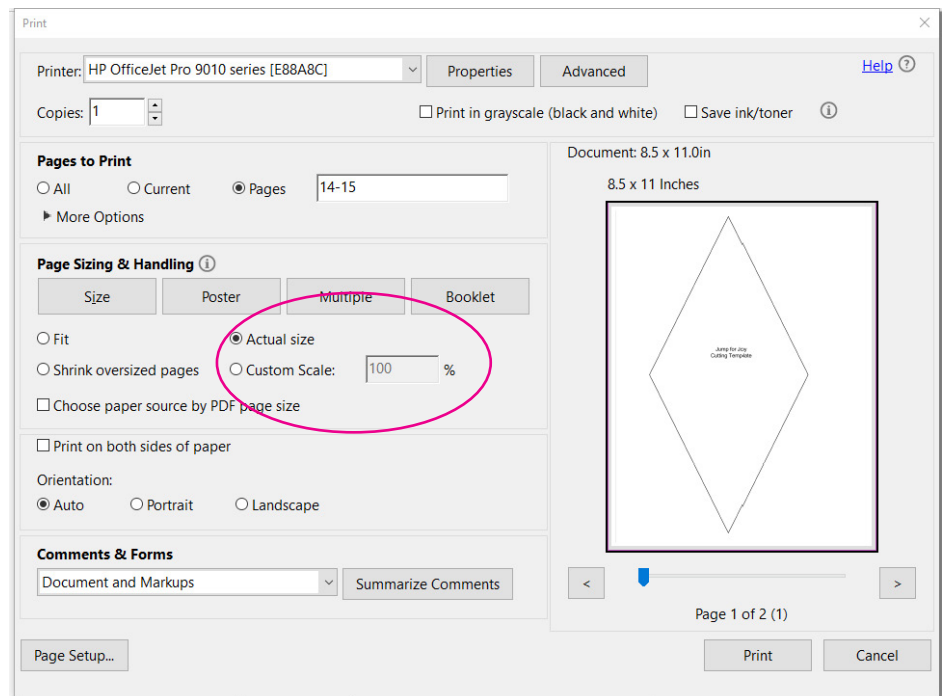 Print
Printer: HP OfficeJet Pro 9010 series [E88A8C] Properties Advanced Help
Copies: 1 Print in grayscale (black and white) Save ink/toner
Pages to Print
All Current Pages 14-15
More Options
Page Sizing & Handling
Size Poster Multiple Booklet
Fit Actual size
Shrink oversized pages Custom Scale: 100 %
Choose paper source by PDF page size
Print on both sides of paper
Orientation:
Auto Portrait Landscape
Comments & Forms
Document and Markups Summarize Comments
Document: 8.5 x 11.0in
8.5 x 11 Inches
Jump for Joy
Cutting Template
< >
Page 1 of 2 (1)
Page Setup... Print Cancel